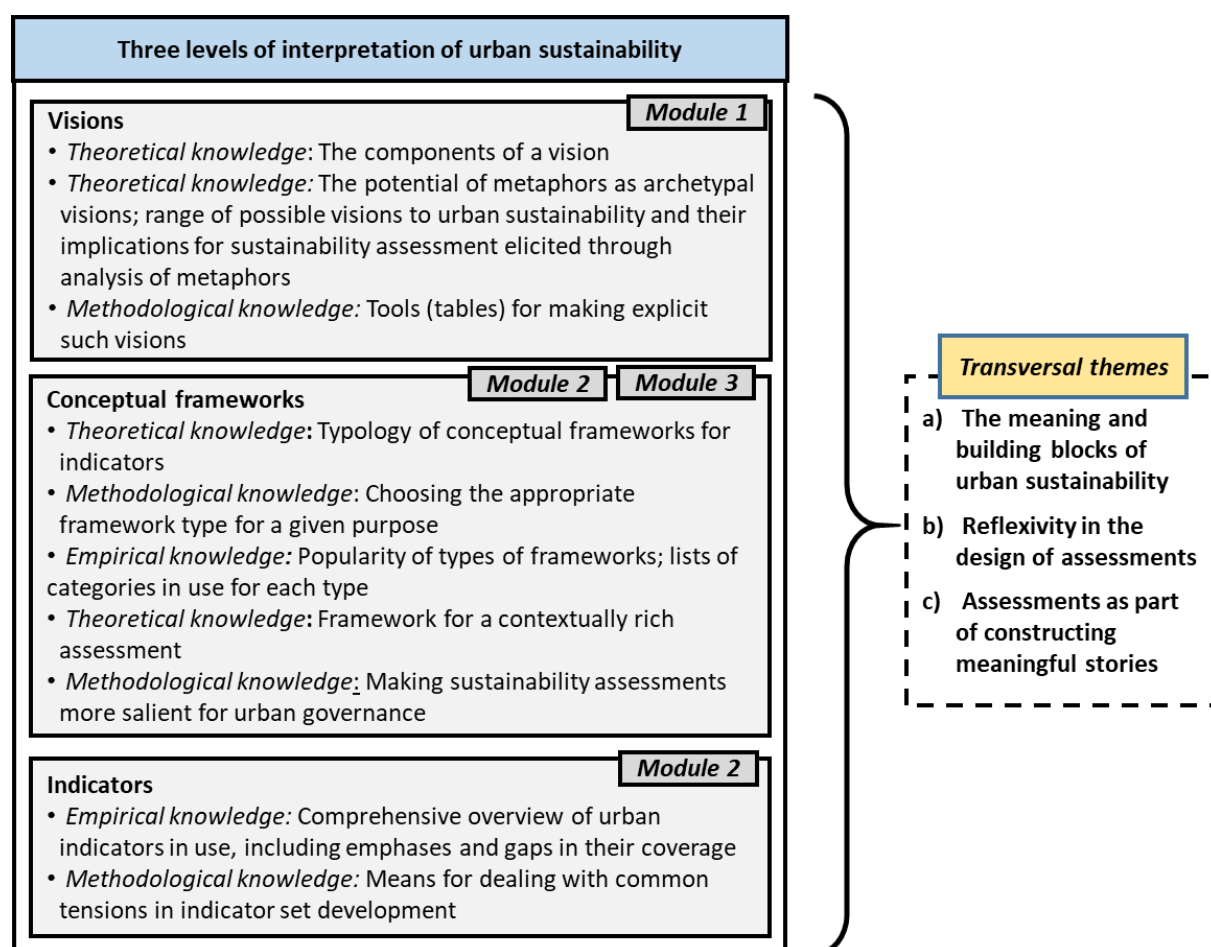 Three levels of interpretation of urban sustainability
Module 1
Visions
• Theoretical knowledge: The components of a vision
• Theoretical knowledge: The potential of metaphors as archetypal
visions; range of possible visions to urban sustainability and their
implications for sustainability assessment elicited through
analysis of metaphors
• Methodological knowledge: Tools (tables) for making explicit
such visions
Module 2 Module 3
Conceptual frameworks
• Theoretical knowledge: Typology of conceptual frameworks for
indicators
• Methodological knowledge: Choosing the appropriate
framework type for a given purpose
• Empirical knowledge: Popularity of types of frameworks; lists of
categories in use for each type
• Theoretical knowledge: Framework for a contextually rich
assessment
• Methodological knowledge: Making sustainability assessments
more salient for urban governance
Module 2
Indicators
• Empirical knowledge: Comprehensive overview of urban
indicators in use, including emphases and gaps in their coverage
• Methodological knowledge: Means for dealing with common
tensions in indicator set development
Transversal themes
a) The meaning and
building blocks of
urban sustainability
b) Reflexivity in the
design of assessments
c) Assessments as part
of constructing
meaningful stories